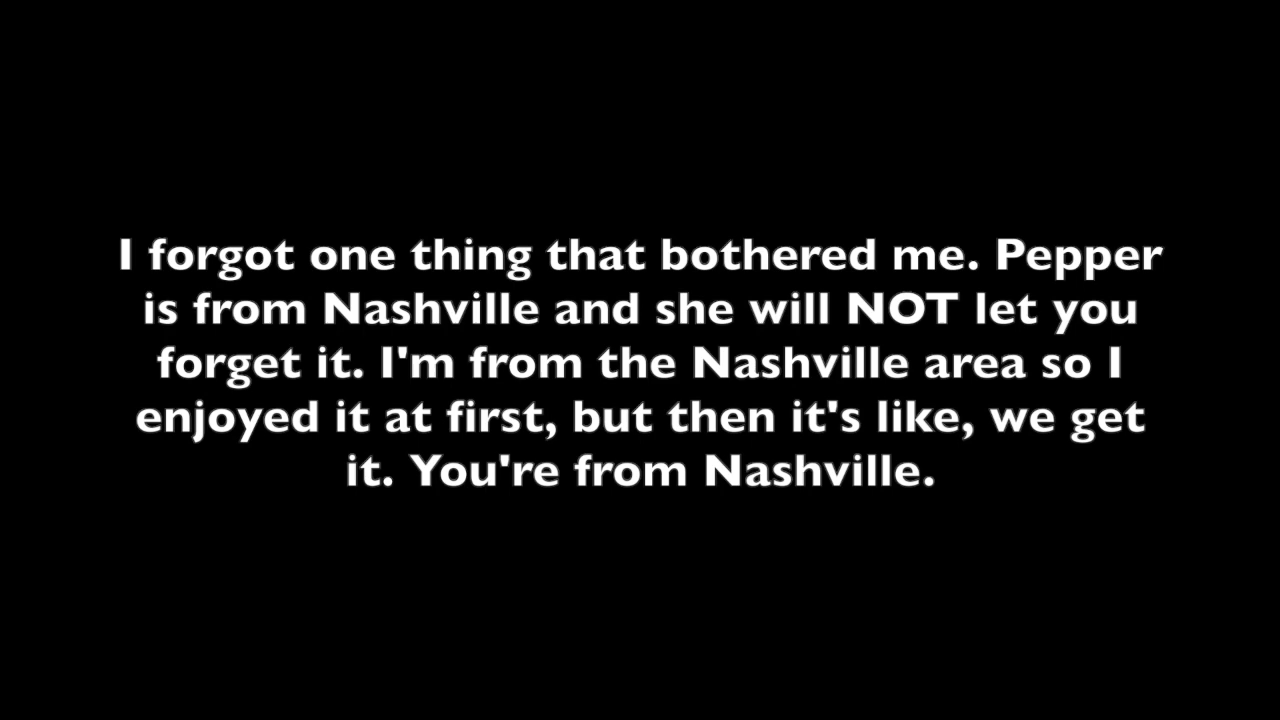 I forgot one thing that bothered me. Pepper
is from Nashville and she will NOT let you
forget it. I'm from the Nashville area so I
enjoyed it at first, but then it's like, we get
it. You're from Nashville.